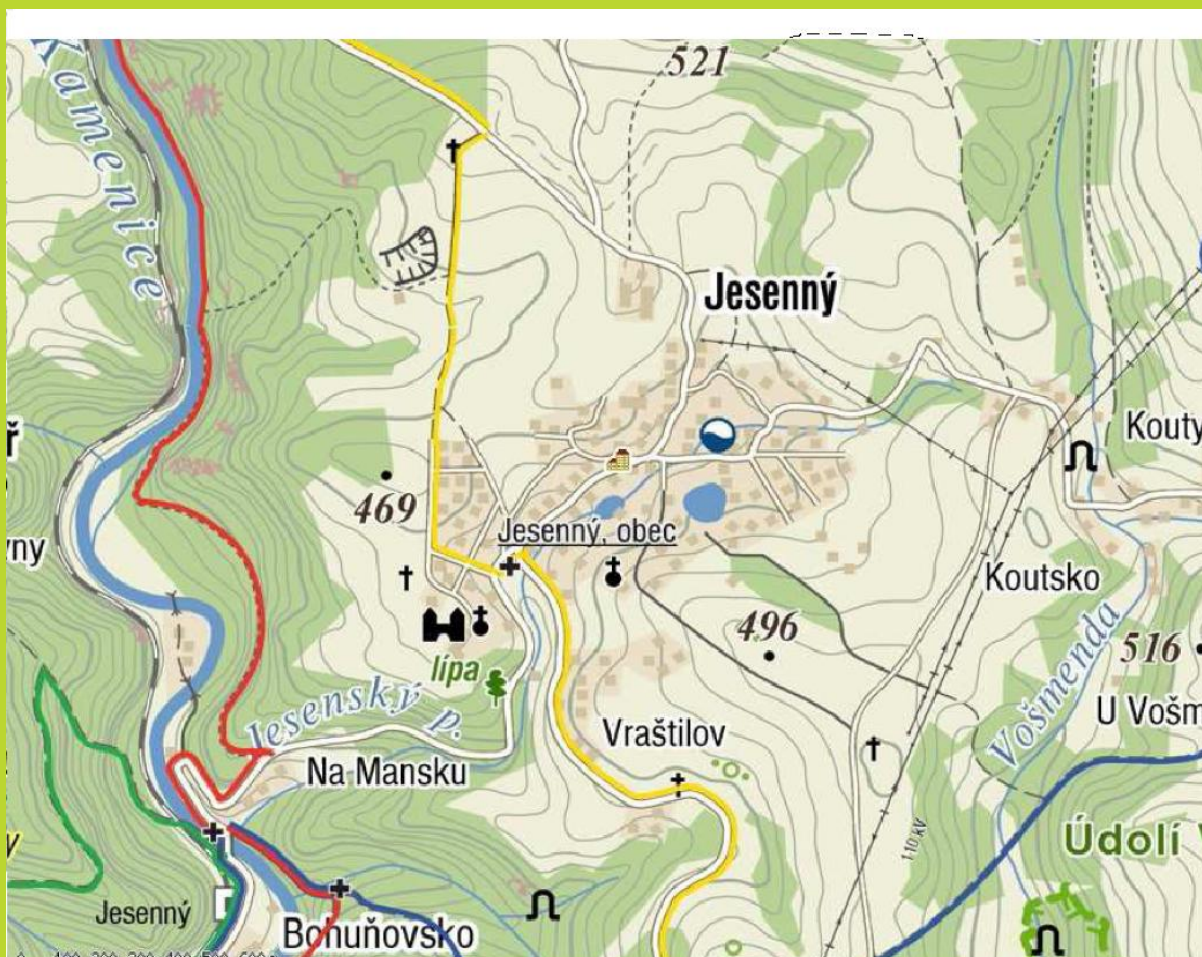 Kamenice
521
Jesenný
ř
Kouty
469
vny
Jesenný, obec
Koutsko
496
516
lípa
Jesenský p.
Vošmenda
U Vošm
Vraštilov
Na Mansku
110 kV
Údolí
y
Jesenný
Bohuňovsko